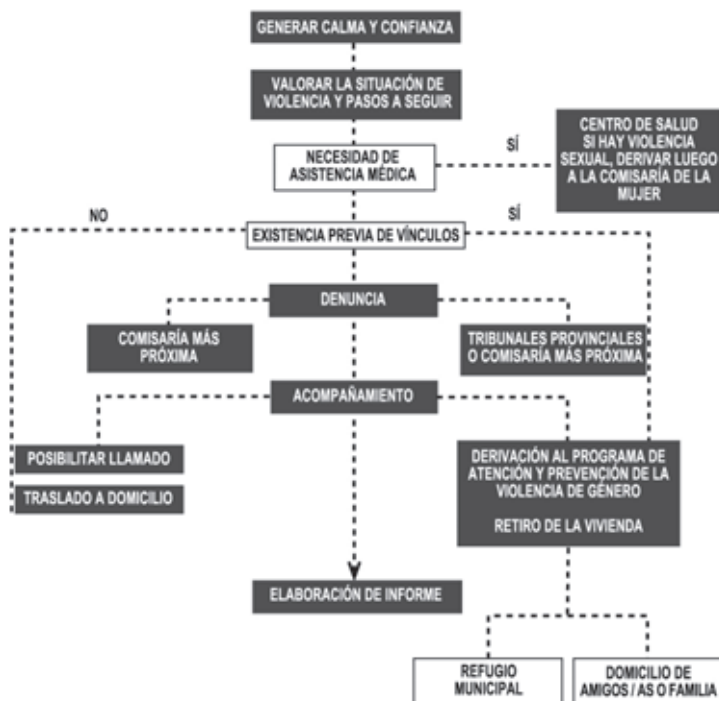 GENERAR CALMA Y CONFIANZA
VALORAR LA SITUACIÓN DE
VIOLENCIA Y PASOS A SEGUIR
NECESIDAD DE
ASISTENCIA MÉDICA
SÍ
CENTRO DE SALUD
SI HAY VIOLENCIA
SEXUAL, DERIVAR LUEGO
A LA COMISARÍA DE LA
MUJER
NO
EXISTENCIA PREVIA DE VÍNCULOS
SÍ
DENUNCIA
COMISARÍA MÁS
PRÓXIMA
TRIBUNALES PROVINCIALES
O COMISARÍA MÁS PRÓXIMA
ACOMPAÑAMIENTO
POSIBILITAR LLAMADO
TRASLADO A DOMICILIO
DERIVACIÓN AL PROGRAMA DE
ATENCIÓN Y PREVENCIÓN DE LA
VIOLENCIA DE GÉNERO
RETIRO DE LA VIVIENDA
ELABORACIÓN DE INFORME
REFUGIO
MUNICIPAL
DOMICILIO DE
AMIGOS / AS O FAMILIA